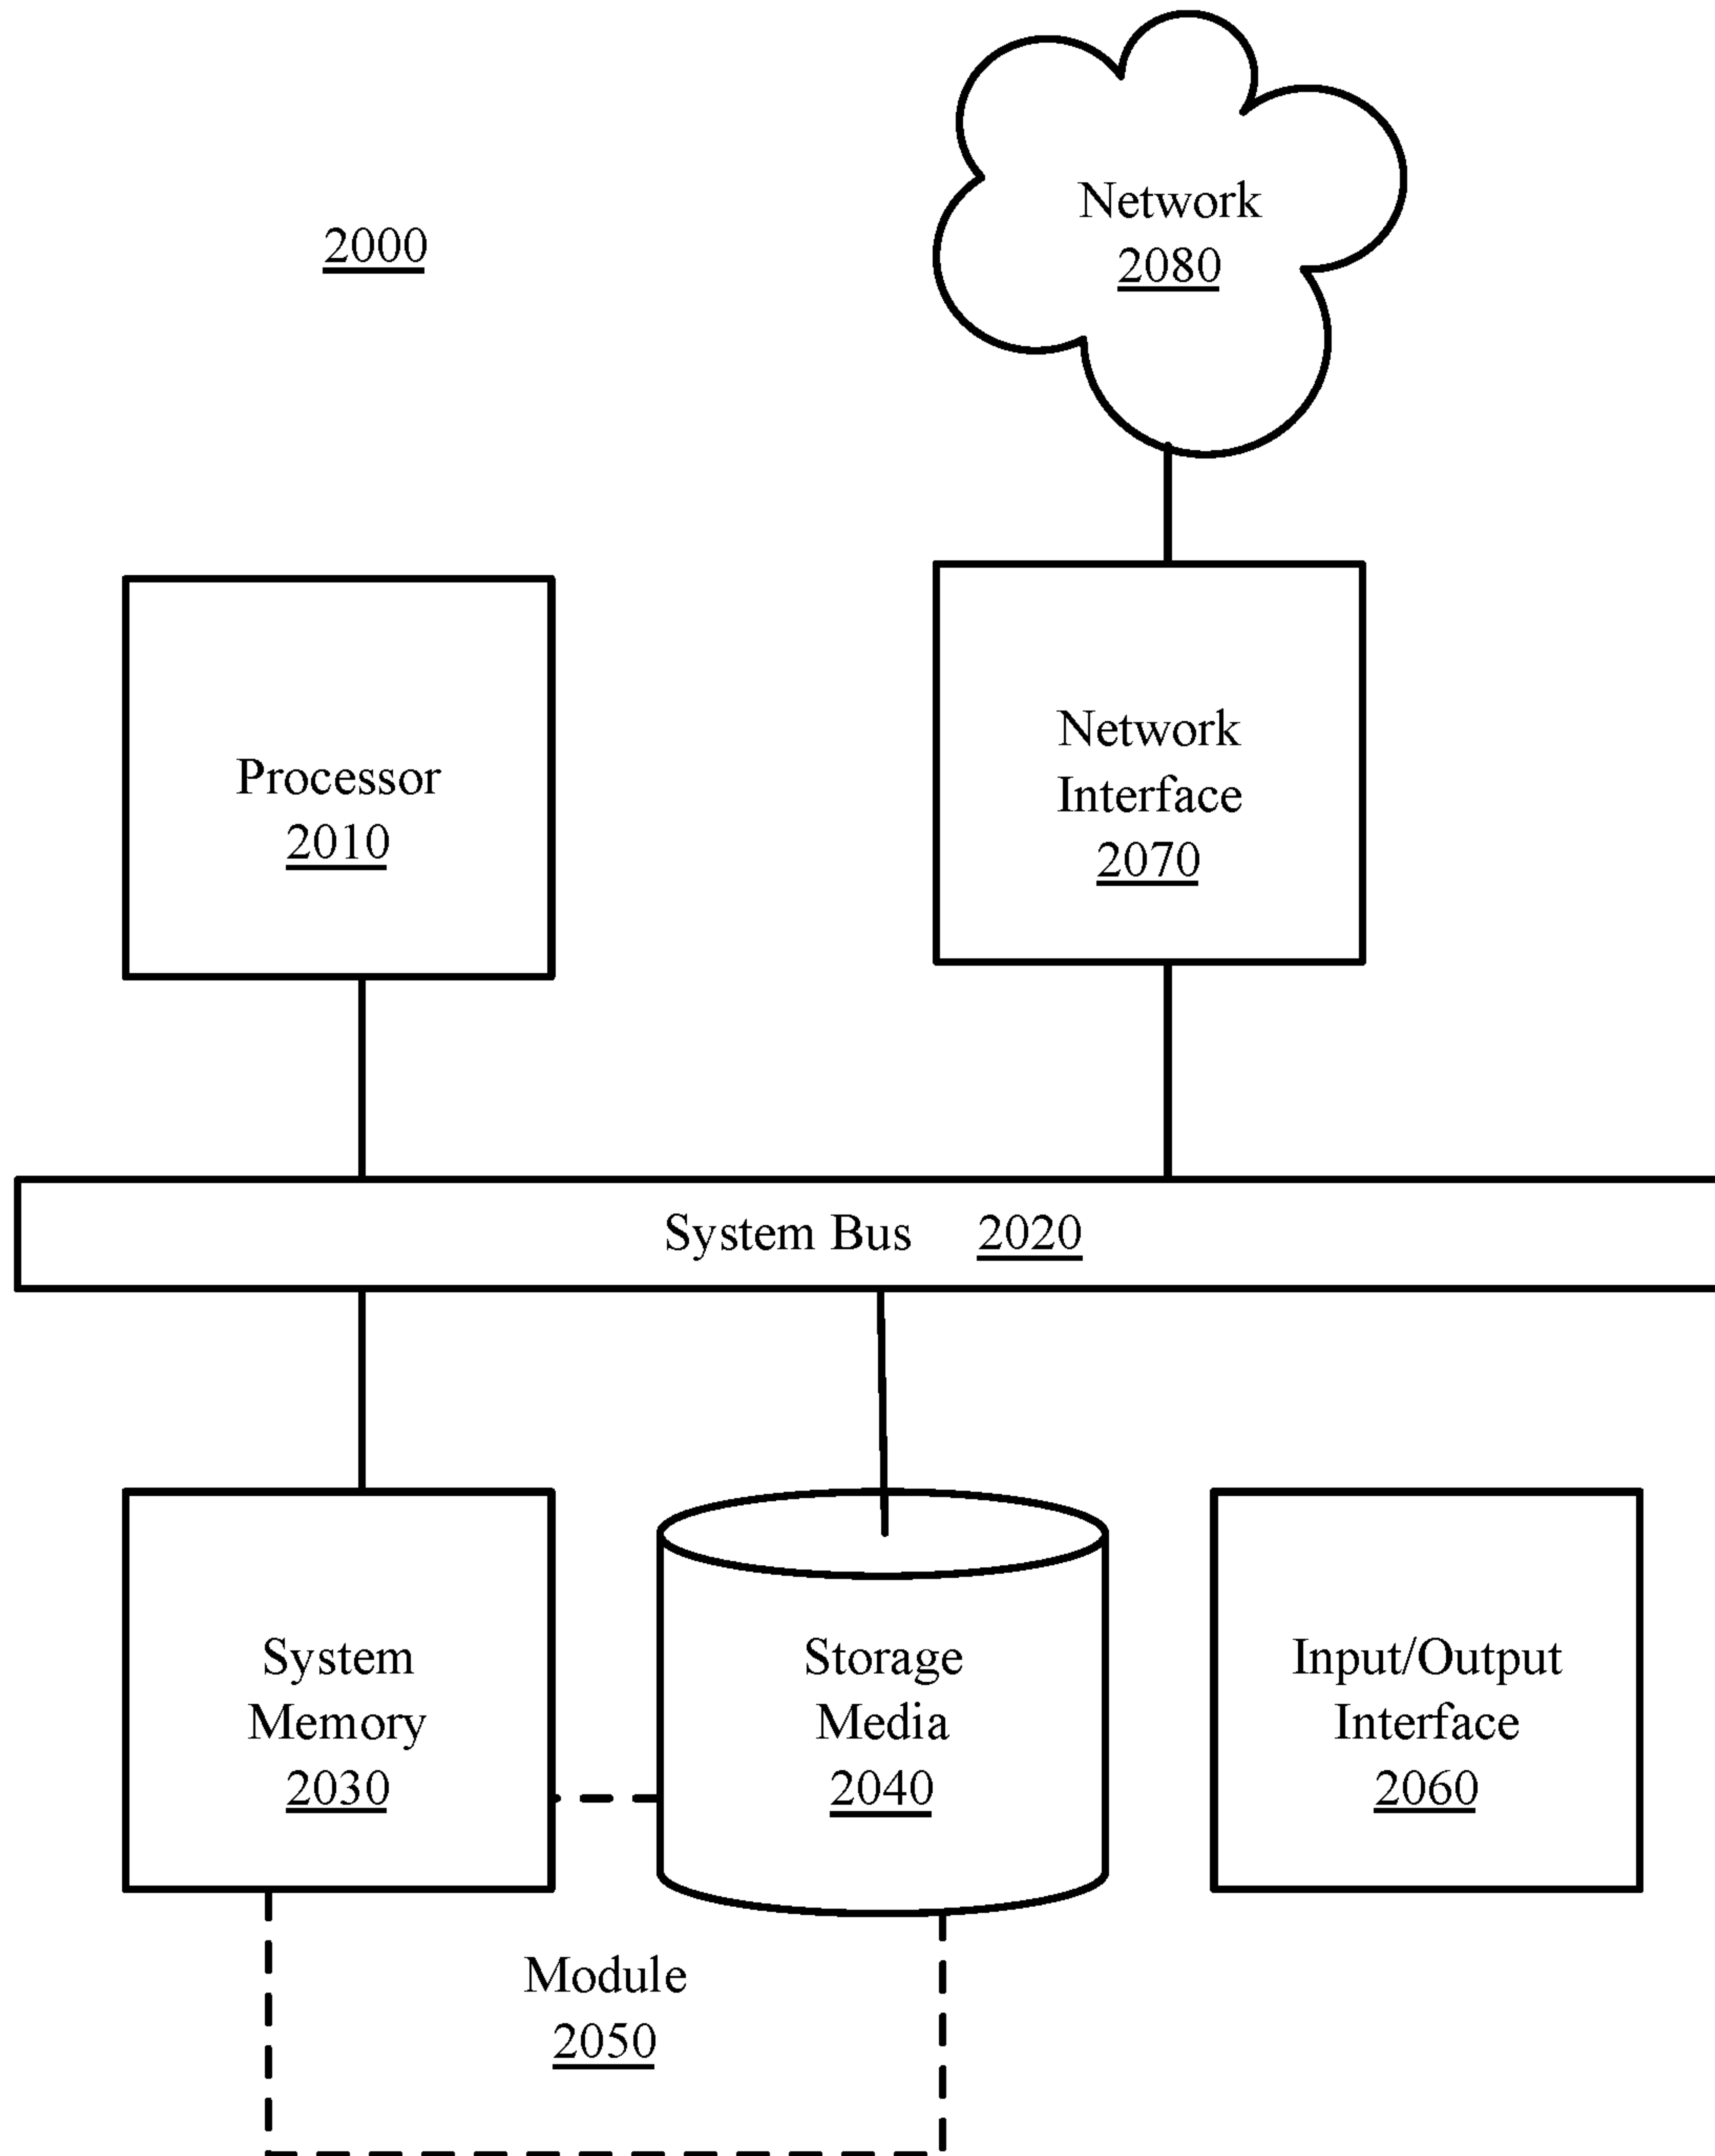 Network
2080
2000
Processor
2010
Network
Interface
2070
System Bus 2020
System
Memory
2030
Storage
Media
2040
Input/Output
Interface
2060
Module
2050